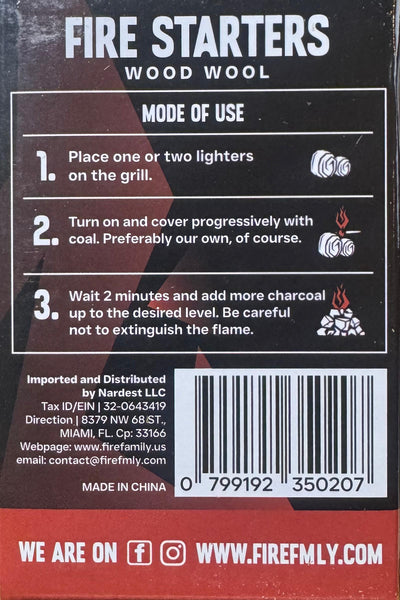 FIRE STARTERS
WOOD WOOL
MODE OF USE
1. Place one or two lighters
on the grill.
2. Turn on and cover progressively with
coal. Preferably our own, of course.
3. Wait 2 minutes and add more charcoal
up to the desired level. Be careful
not to extinguish the flame.
Imported and Distributed
by Nardest LLC
Tax ID/EIN | 32-0643419
Direction | 8379 NW 68 ST.,
MIAMI, FL. Cp: 33166
Webpage: www.firefamily.us
email: contact@firefmly.com
MADE IN CHINA
0 799192 350207
WE ARE ON WWW.FIREFMLY.COM